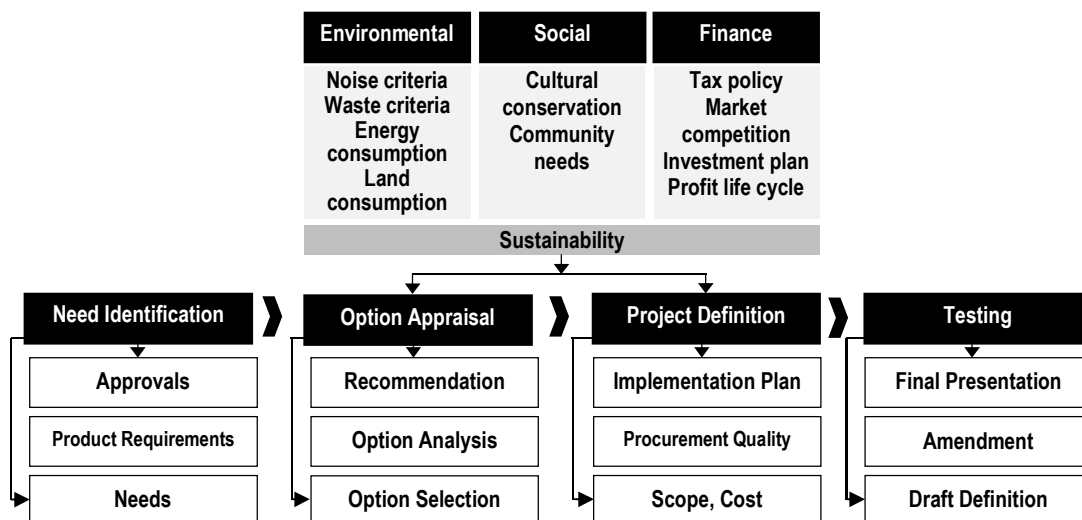 Environmental
Noise criteria
Waste criteria
Energy
consumption
Land
consumption
Social
Cultural
conservation
Community
needs
Finance
Tax policy
Market
competition
Investment plan
Profit life cycle
Sustainability
Need Identification
Approvals
Product Requirements
Needs
Option Appraisal
Recommendation
Option Analysis
Option Selection
Project Definition
Implementation Plan
Procurement Quality
Scope, Cost
Testing
Final Presentation
Amendment
Draft Definition